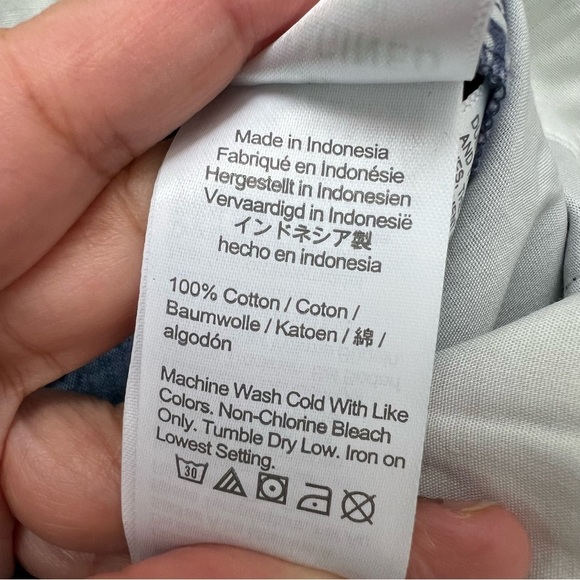 Made in Indonesia
Fabriqué en Indonésie
Hergestellt in Indonesien
Vervaardigd in Indonesië
インドネシア製
hecho en indonesia
100% Cotton / Coton /
Baumwolle / Katoen / 綿 /
algodón
Machine Wash Cold With Like
Colors. Non-Chlorine Bleach
Only. Tumble Dry Low. Iron on
Lowest Setting.
30
AND